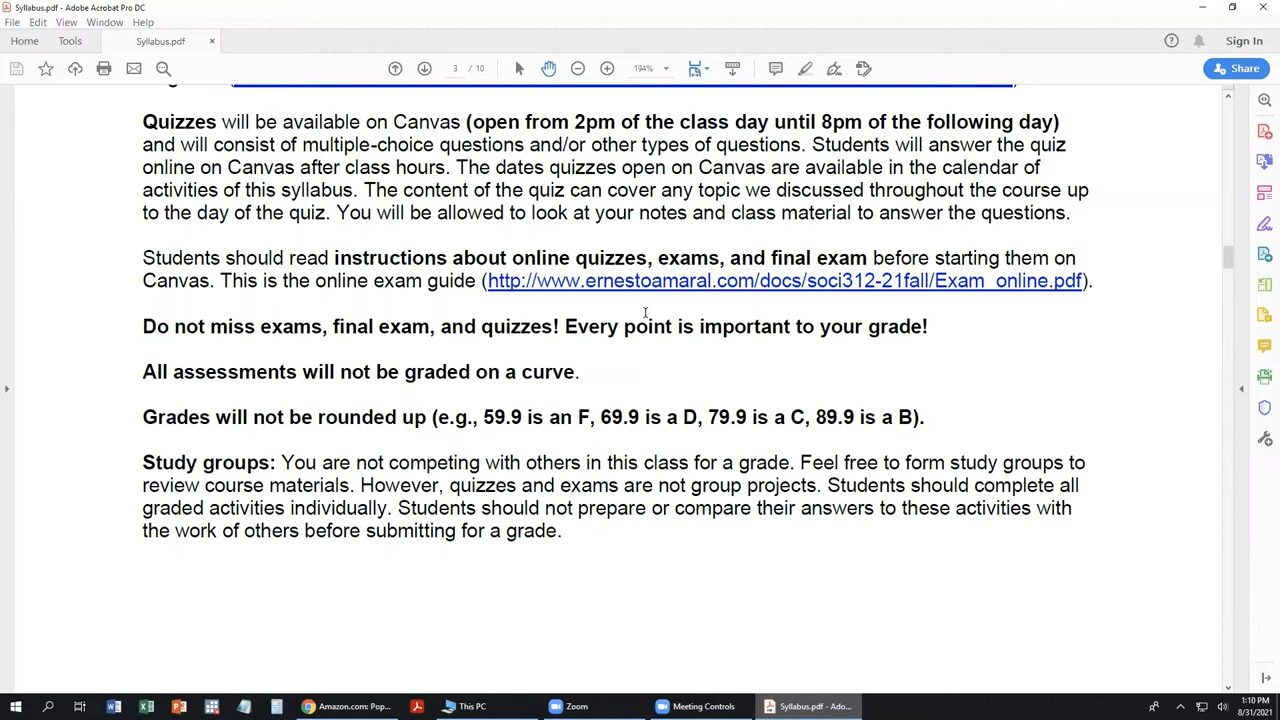 Syllabus.pdf - Adobe Acrobat Pro DC
File Edit View Window Help
Home Tools Syllabus.pdf × Sign In
3 / 10 194% Share
Quizzes will be available on Canvas (open from 2pm of the class day until 8pm of the following day)
and will consist of multiple-choice questions and/or other types of questions. Students will answer the quiz
online on Canvas after class hours. The dates quizzes open on Canvas are available in the calendar of
activities of this syllabus. The content of the quiz can cover any topic we discussed throughout the course up
to the day of the quiz. You will be allowed to look at your notes and class material to answer the questions.
Students should read instructions about online quizzes, exams, and final exam before starting them on
Canvas. This is the online exam guide (http://www.ernestoamaral.com/docs/soci312-21fall/Exam_online.pdf).
Do not miss exams, final exam, and quizzes! Every point is important to your grade!
All assessments will not be graded on a curve.
Grades will not be rounded up (e.g., 59.9 is an F, 69.9 is a D, 79.9 is a C, 89.9 is a B).
Study groups: You are not competing with others in this class for a grade. Feel free to form study groups to
review course materials. However, quizzes and exams are not group projects. Students should complete all
graded activities individually. Students should not prepare or compare their answers to these activities with
the work of others before submitting for a grade.
Amazon.com: Pop... This PC Zoom Meeting Controls Syllabus.pdf - Ado... 1:10 PM
8/31/2021